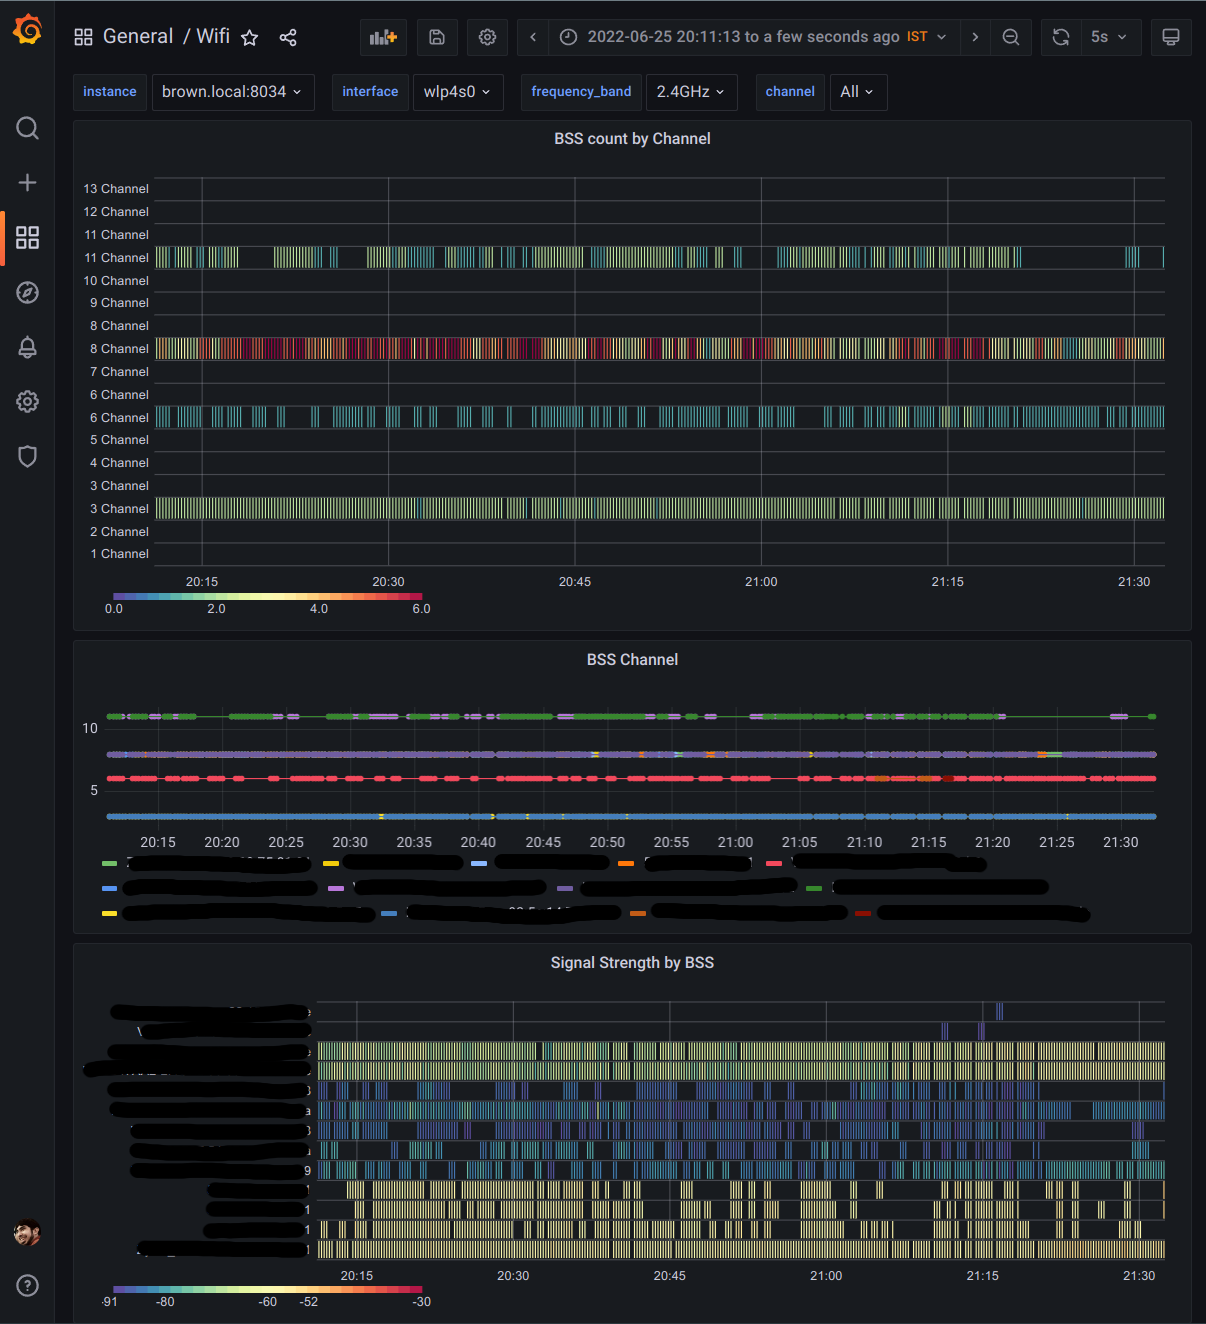 General / Wifi
2022-06-25 20:11:13 to a few seconds ago IST
5s
instance brown.local:8034 interface wlp4s0 frequency_band 2.4GHz channel All
BSS count by Channel
13 Channel
12 Channel
11 Channel
11 Channel
10 Channel
9 Channel
8 Channel
8 Channel
7 Channel
6 Channel
6 Channel
5 Channel
4 Channel
3 Channel
3 Channel
2 Channel
1 Channel
20:15 20:30 20:45 21:00 21:15 21:30
0.0 2.0 4.0 6.0
BSS Channel
10
5
20:15 20:20 20:25 20:30 20:35 20:40 20:45 20:50 20:55 21:00 21:05 21:10 21:15 21:20 21:25 21:30
Signal Strength by BSS
20:15 20:30 20:45 21:00 21:15 21:30
-91 -80 -60 -52 -30